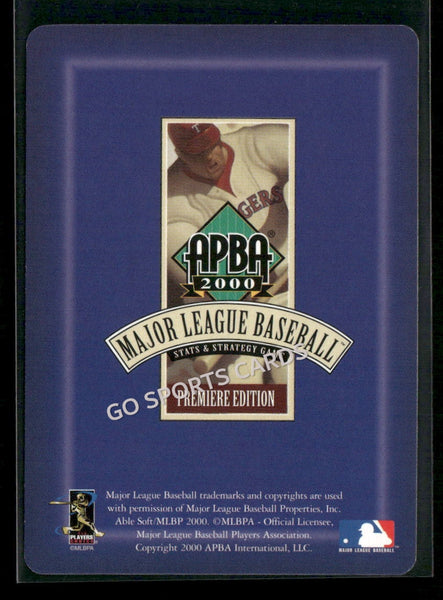 T
GERS
APBA®
2000
MAJOR LEAGUE BASEBALL™
STATS & STRATEGY GAME
GO SPORTS CARDS
PREMIERE EDITION
Major League Baseball trademarks and copyrights are used
with permission of Major League Baseball Properties, Inc.
Able Soft/MLBP 2000. ©MLBPA - Official Licensee,
Major League Baseball Players Association.
Copyright 2000 APBA International, LLC.
PLAYERS
CHOICE
©MLBPA
MAJOR LEAGUE BASEBALL